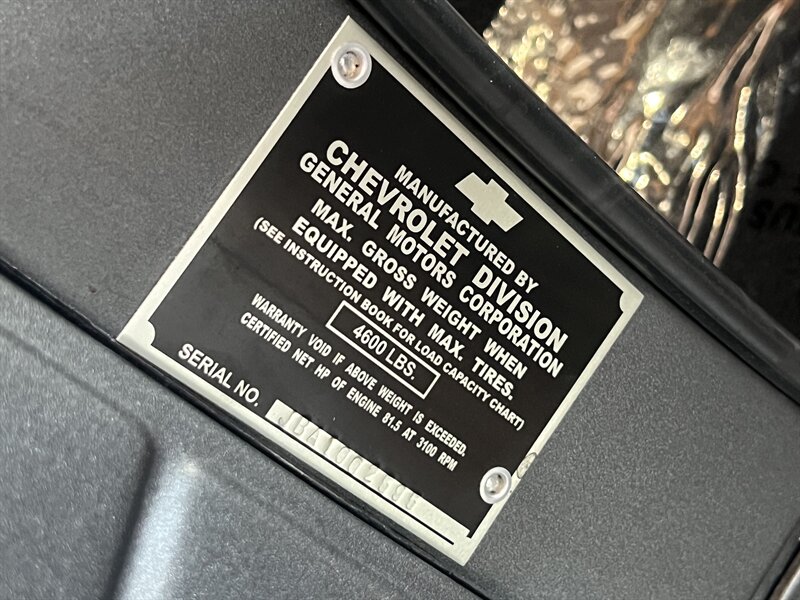 MANUFACTURED BY
CHEVROLET DIVISION
GENERAL MOTORS CORPORATION
MAX. GROSS WEIGHT WHEN
EQUIPPED WITH MAX. TIRES.
(SEE INSTRUCTION BOOK FOR LOAD CAPACITY CHART)
4600 LBS.
WARRANTY VOID IF ABOVE WEIGHT IS EXCEEDED.
CERTIFIED NET HP OF ENGINE 81.5 AT 3100 RPM
SERIAL NO.